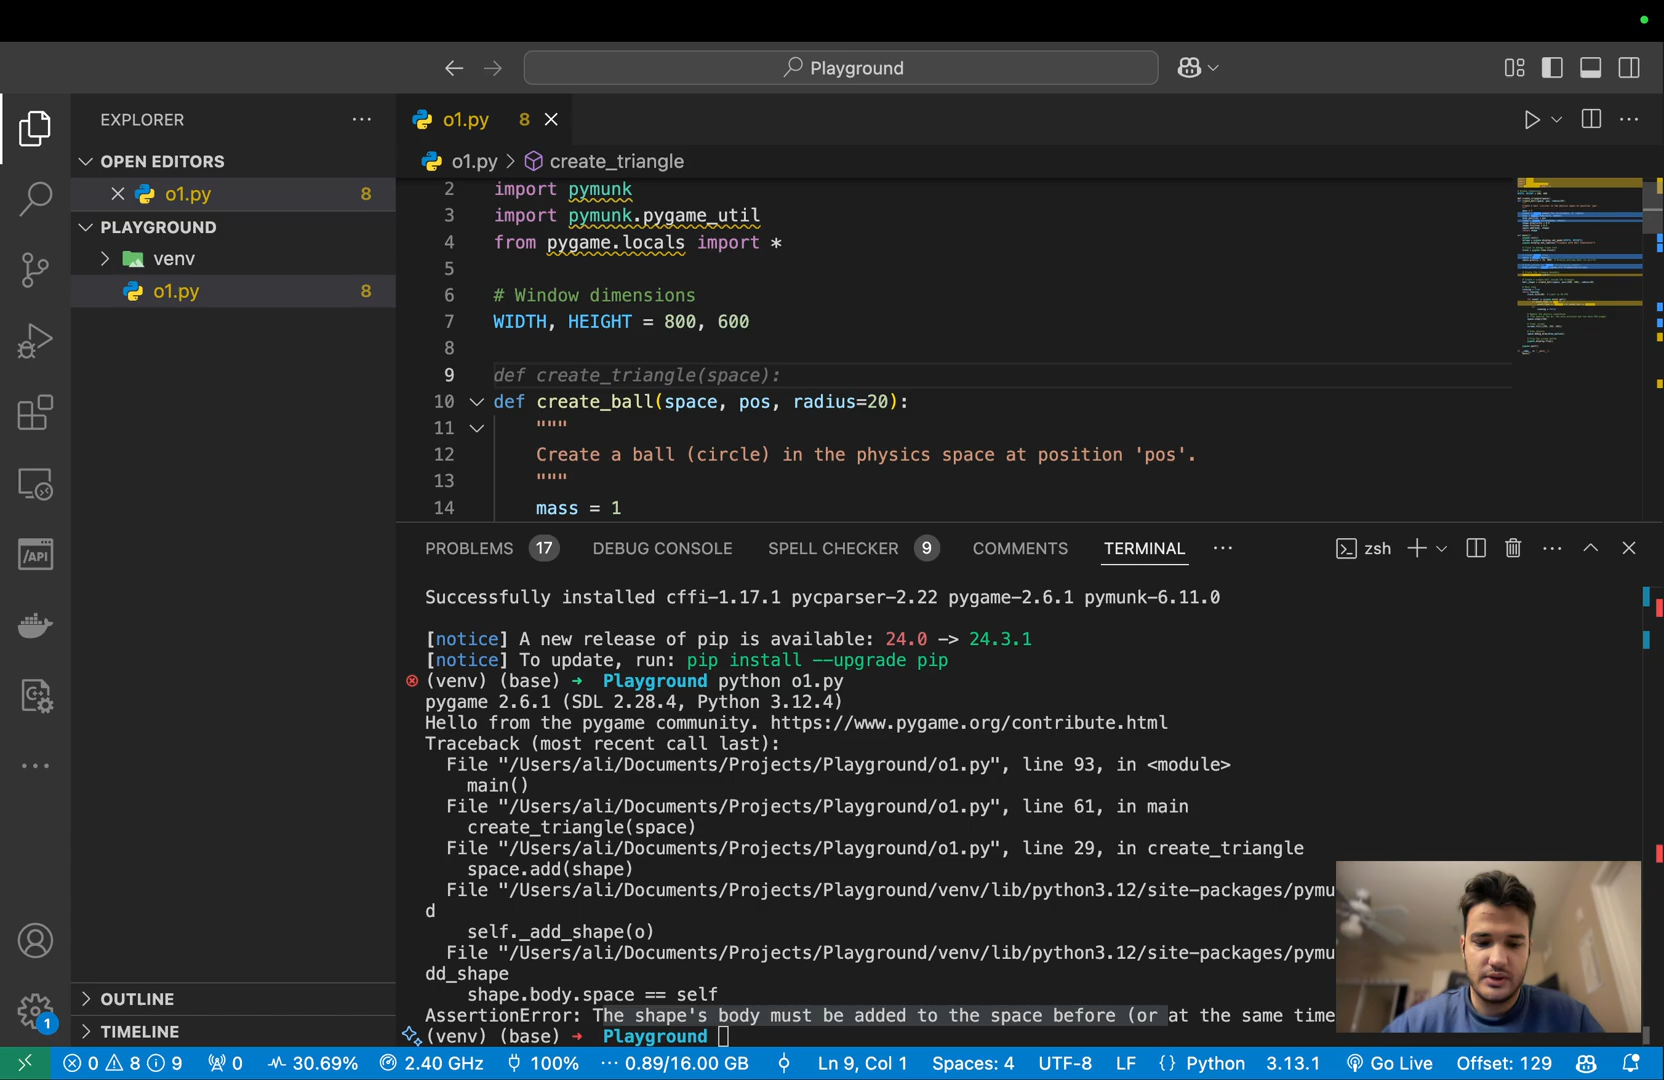 Playground
EXPLORER
OPEN EDITORS
o1.py 8
PLAYGROUND
venv
o1.py 8
OUTLINE
TIMELINE
o1.py 8
o1.py > create_triangle
2 import pymunk
3 import pymunk.pygame_util
4 from pygame.locals import *
5
6 # Window dimensions
7 WIDTH, HEIGHT = 800, 600
8
9 def create_triangle(space):
10 def create_ball(space, pos, radius=20):
11 """
12 Create a ball (circle) in the physics space at position 'pos'.
13 """
14 mass = 1
PROBLEMS 17 DEBUG CONSOLE SPELL CHECKER 9 COMMENTS TERMINAL zsh
Successfully installed cffi-1.17.1 pycparser-2.22 pygame-2.6.1 pymunk-6.11.0
[notice] A new release of pip is available: 24.0 -> 24.3.1
[notice] To update, run: pip install --upgrade pip
(venv) (base) → Playground python o1.py
pygame 2.6.1 (SDL 2.28.4, Python 3.12.4)
Hello from the pygame community. https://www.pygame.org/contribute.html
Traceback (most recent call last):
File "/Users/ali/Documents/Projects/Playground/o1.py", line 93, in <module>
main()
File "/Users/ali/Documents/Projects/Playground/o1.py", line 61, in main
create_triangle(space)
File "/Users/ali/Documents/Projects/Playground/o1.py", line 29, in create_triangle
space.add(shape)
File "/Users/ali/Documents/Projects/Playground/venv/lib/python3.12/site-packages/pymu
d
self._add_shape(o)
File "/Users/ali/Documents/Projects/Playground/venv/lib/python3.12/site-packages/pymu
dd_shape
shape.body.space == self
AssertionError: The shape's body must be added to the space before (or at the same time
(venv) (base) → Playground
/API
1
0 8 9 0 30.69% 2.40 GHz 100% 0.89/16.00 GB Ln 9, Col 1 Spaces: 4 UTF-8 LF {} Python 3.13.1 Go Live Offset: 129